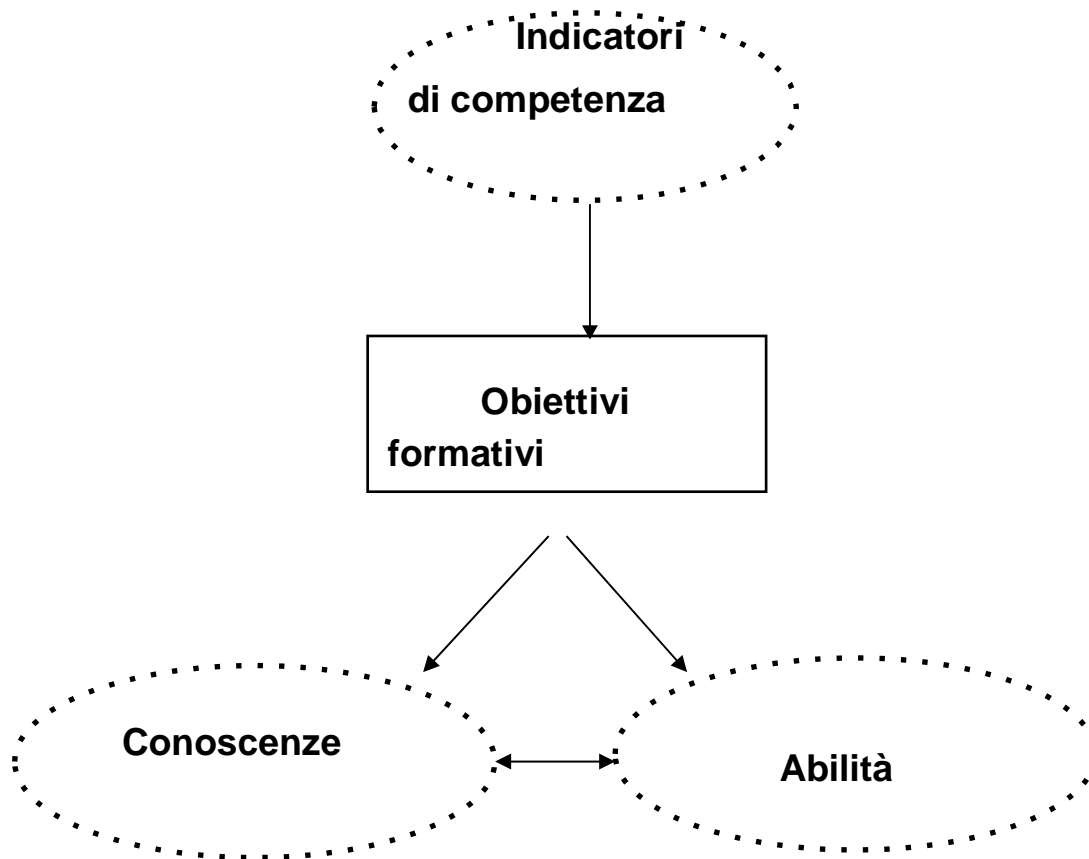 Indicatori
di competenza
Obiettivi
formativi
Conoscenze
Abilità